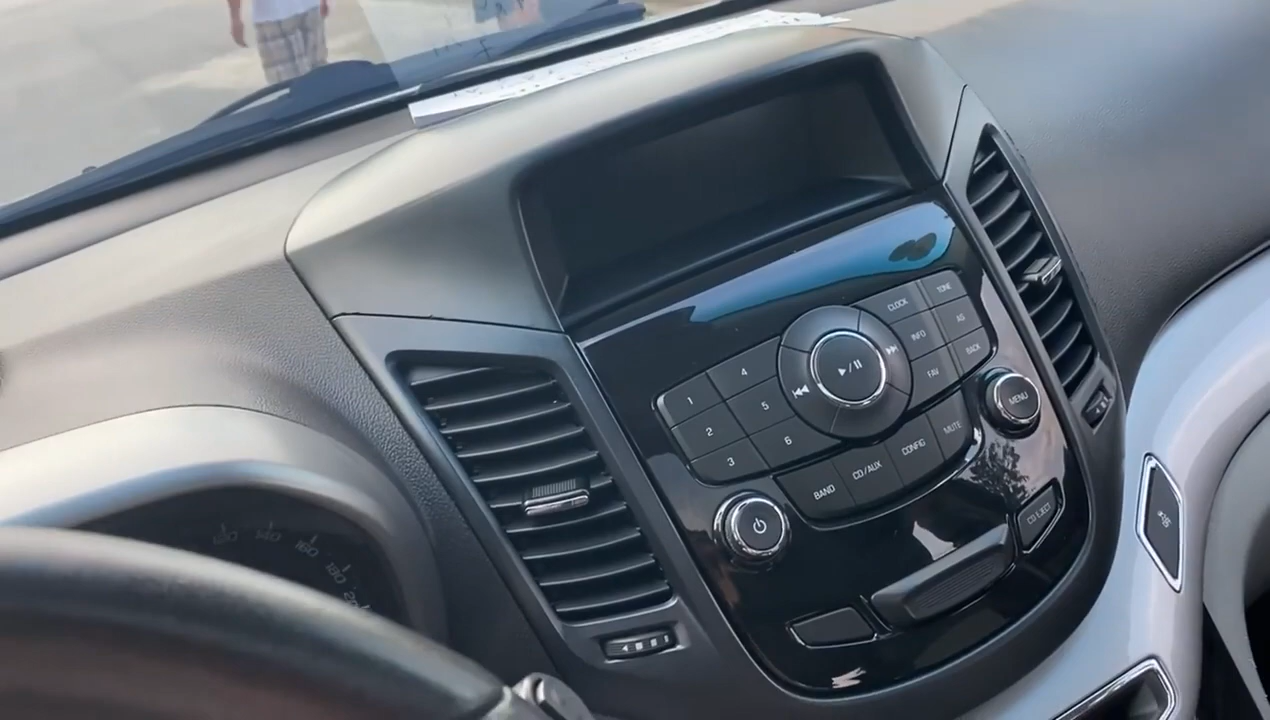 1
2
3
4
5
6
CLOCK
TONE
INFO
AS
FAV
BACK
BAND
CD/AUX
CONFIG
MUTE
MENU
CD EJECT